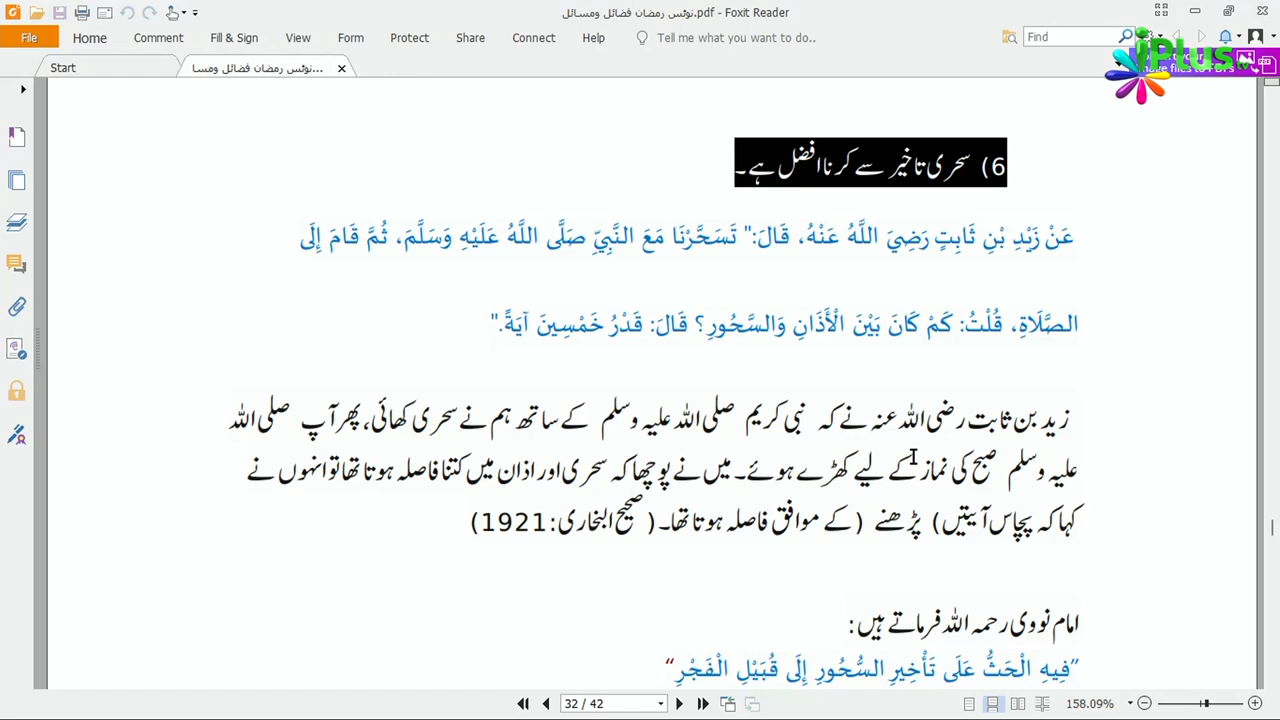 نوٹس رمضان فضائل ومسائل.pdf - Foxit Reader
File Home Comment Fill & Sign View Form Protect Share Connect Help Tell me what you want to do.. Find
iPlus
Start
نوٹس رمضان فضائل ومسا...
6) سحری تاخیر سے کرنا افضل ہے۔
عَنْ زَيْدِ بْنِ ثَابِتٍ رَضِيَ اللَّهُ عَنْهُ، قَالَ:" تَسَحَّرْنَا مَعَ النَّبِيِّ صَلَّى اللَّهُ عَلَيْهِ وَسَلَّمَ، ثُمَّ قَامَ إِلَى
الصَّلَاةِ، قُلْتُ: كَمْ كَانَ بَيْنَ الْأَذَانِ وَالسَّحُورِ؟ قَالَ: قَدْرُ خَمْسِينَ آيَةً."
زید بن ثابت رضی اللہ عنہ نے کہ نبی کریم صلی اللہ علیہ وسلم کے ساتھ ہم نے سحری کھائی، پھر آپ صلی اللہ
علیہ وسلم صبح کی نماز کے لیے کھڑے ہوئے۔ میں نے پوچھا کہ سحری اور اذان میں کتنا فاصلہ ہوتا تھا تو انہوں نے
کہا کہ پچاس آیتیں) پڑھنے ( کے موافق فاصلہ ہوتا تھا۔ (صحیح البخاری:1921)
امام نووی رحمہ اللہ فرماتے ہیں:
”فِيهِ الْحَثُّ عَلَى تَأْخِيرِ السُّحُورِ إِلَى قُبَيْلِ الْفَجْرِ“
32 / 42
158.09%